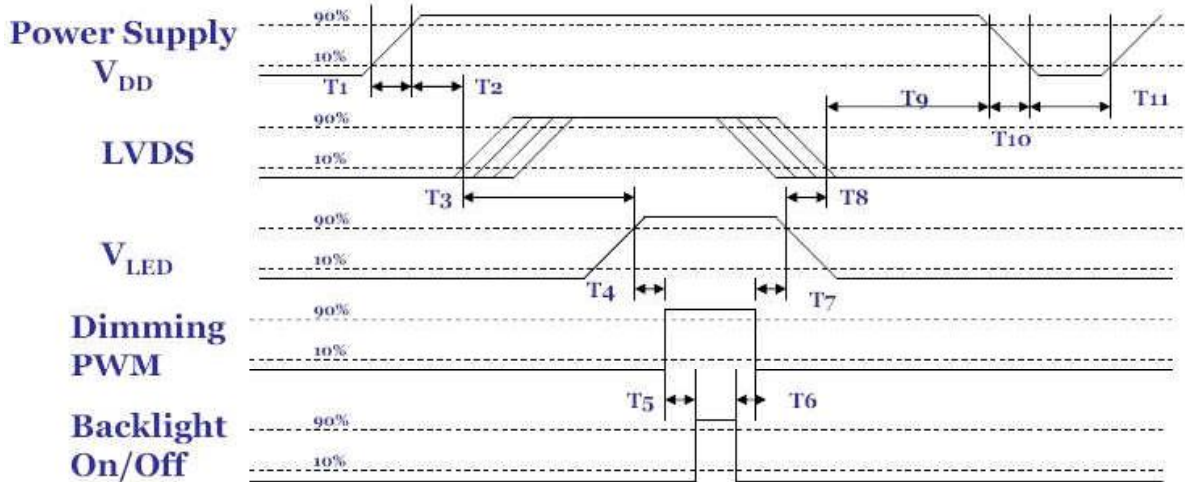 90%
Power Supply
10%
VDD
T1
T2
T9
T11
90%
T10
LVDS
10%
T3
T8
90%
VLED
10%
T4
T7
90%
Dimming
10%
PWM
T5
T6
90%
Backlight
On/Off
10%